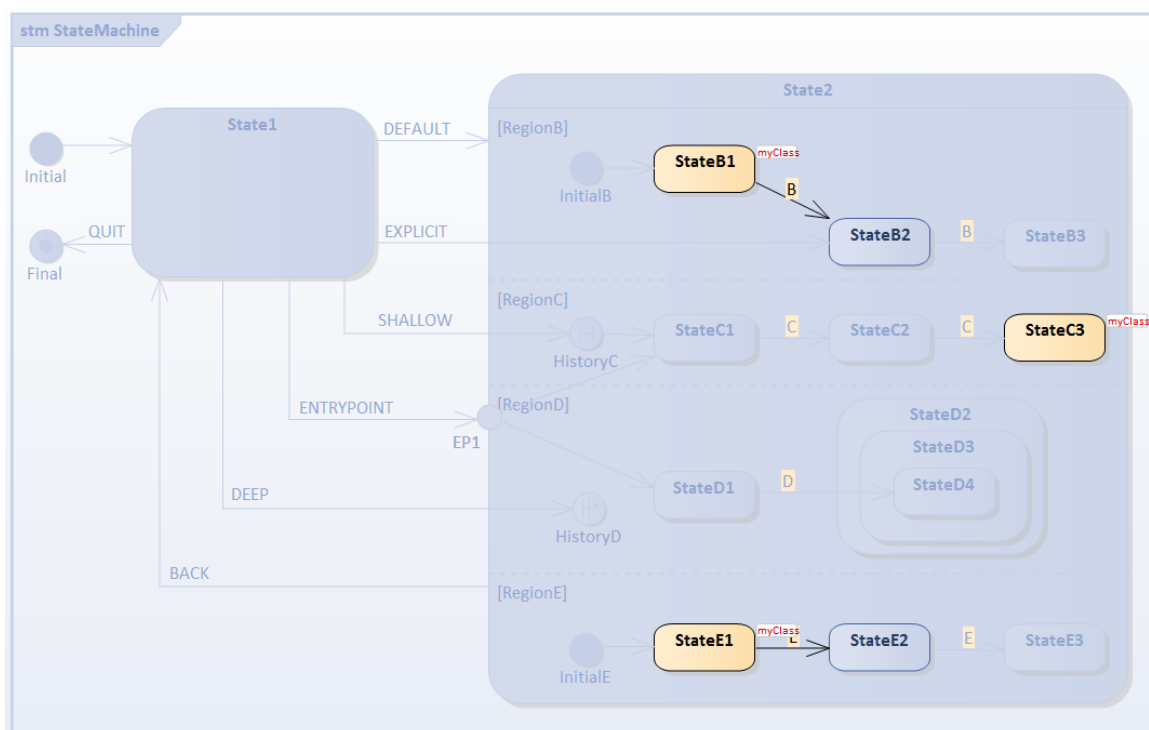 stm StateMachine
State2
State1
DEFAULT
[RegionB]
myClass
StateB1
Initial
InitialB
B
QUIT
EXPLICIT
StateB2
B
StateB3
Final
[RegionC]
SHALLOW
H
StateC1
C
StateC2
C
StateC3
myClass
HistoryC
ENTRYPOINT
[RegionD]
StateD2
EP1
StateD3
DEEP
StateD1
D
StateD4
H*
HistoryD
BACK
[RegionE]
myClass
StateE1
StateE2
E
StateE3
InitialE